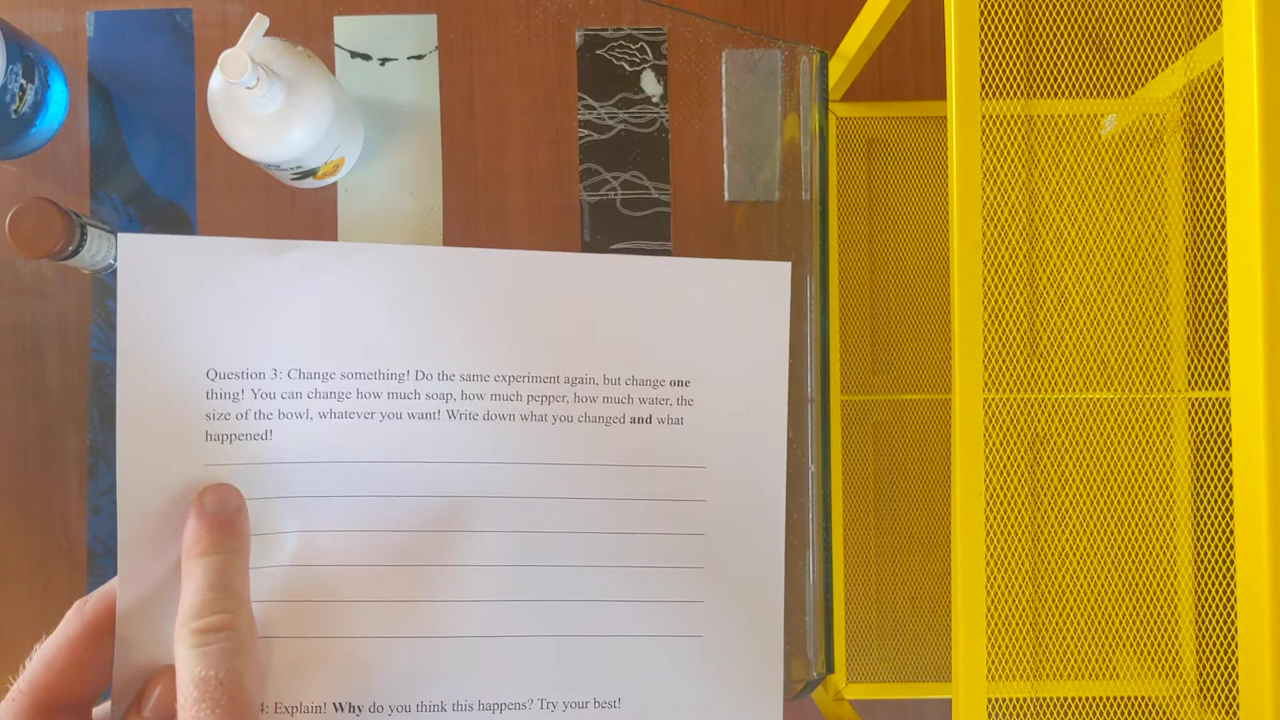 Question 3: Change something! Do the same experiment again, but change one
thing! You can change how much soap, how much pepper, how much water, the
size of the bowl, whatever you want! Write down what you changed and what
happened!
4: Explain! Why do you think this happens? Try your best!